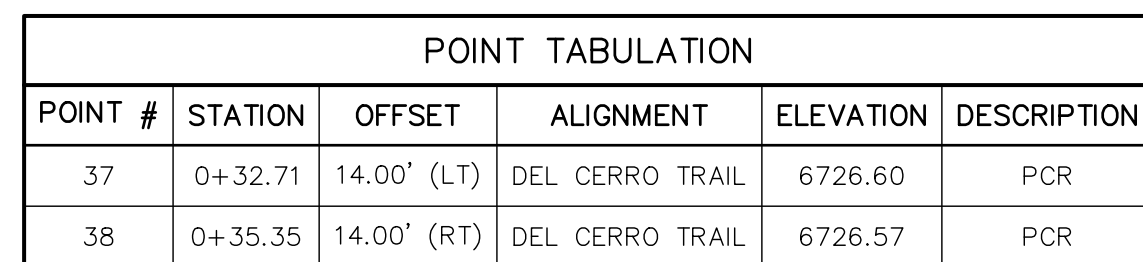 POINT TABULATION
POINT # STATION OFFSET ALIGNMENT ELEVATION DESCRIPTION
37 0+32.71 14.00' (LT) DEL CERRO TRAIL 6726.60 PCR
38 0+35.35 14.00' (RT) DEL CERRO TRAIL 6726.57 PCR